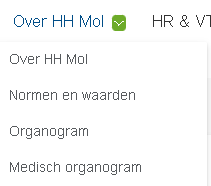 Over HH Mol HR & VT
Over HH Mol
Normen en waarden
Organogram
Medisch organogram